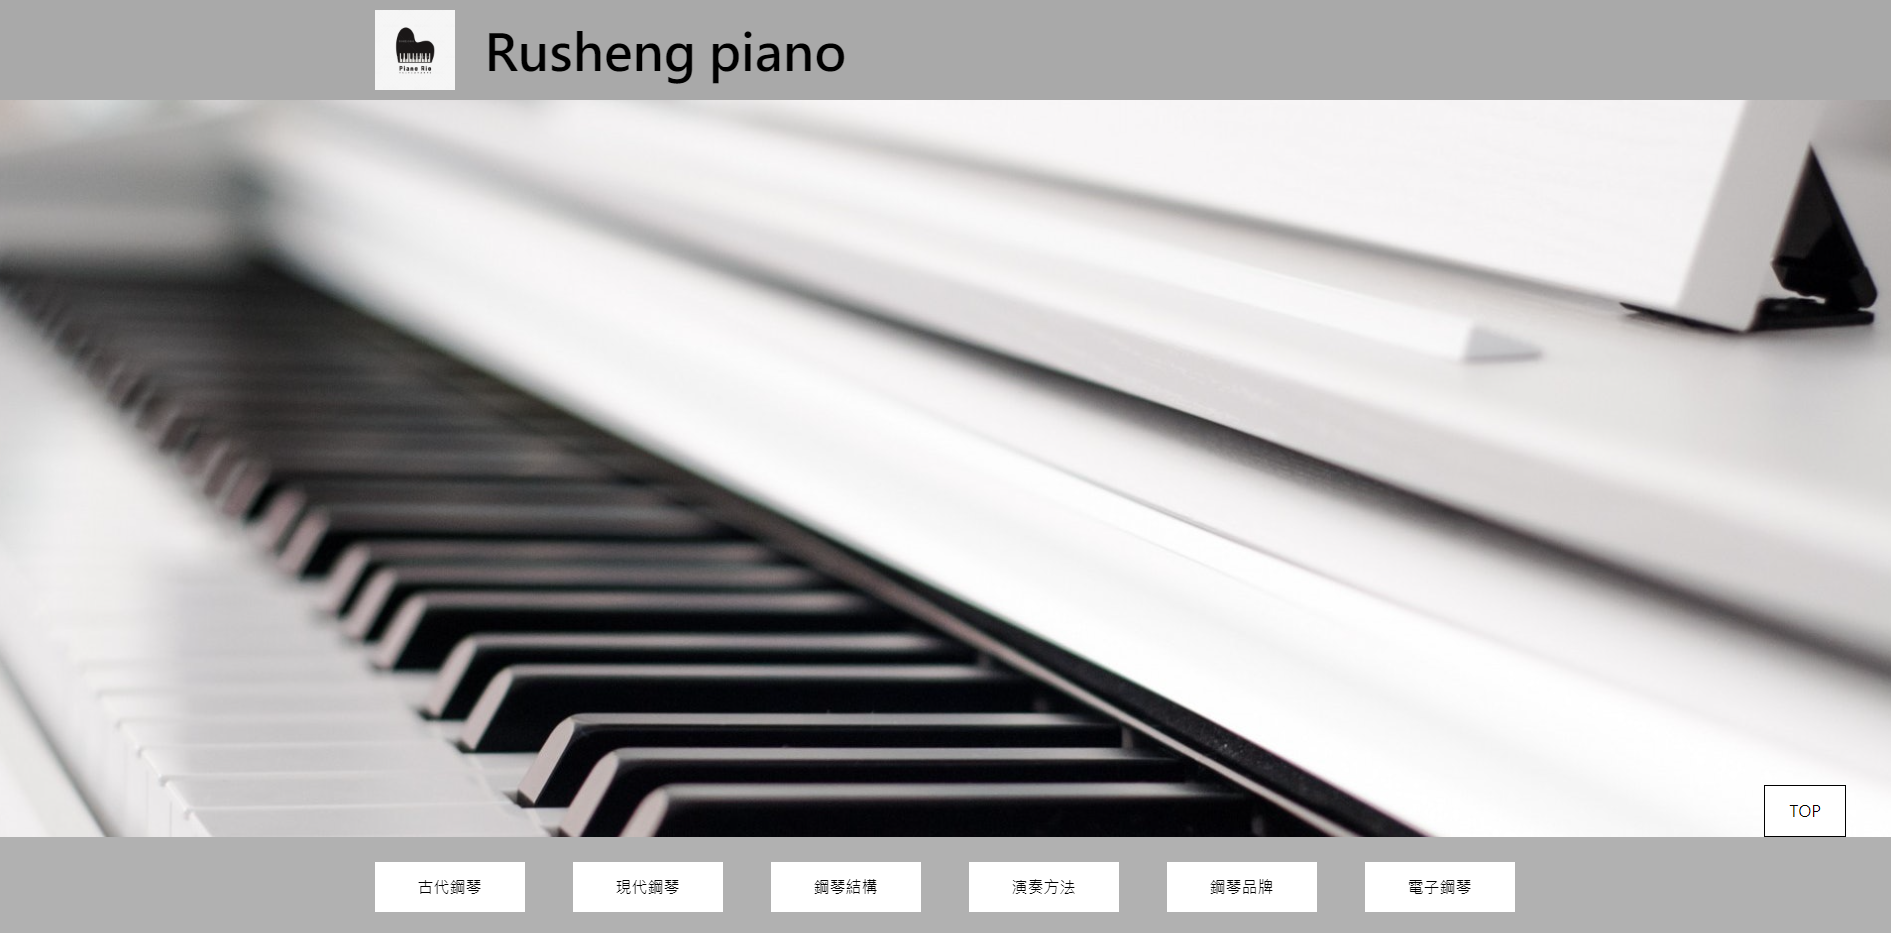 Piano Rio
Rusheng piano
TOP
古代鋼琴
現代鋼琴
鋼琴結構
演奏方法
鋼琴品牌
電子鋼琴